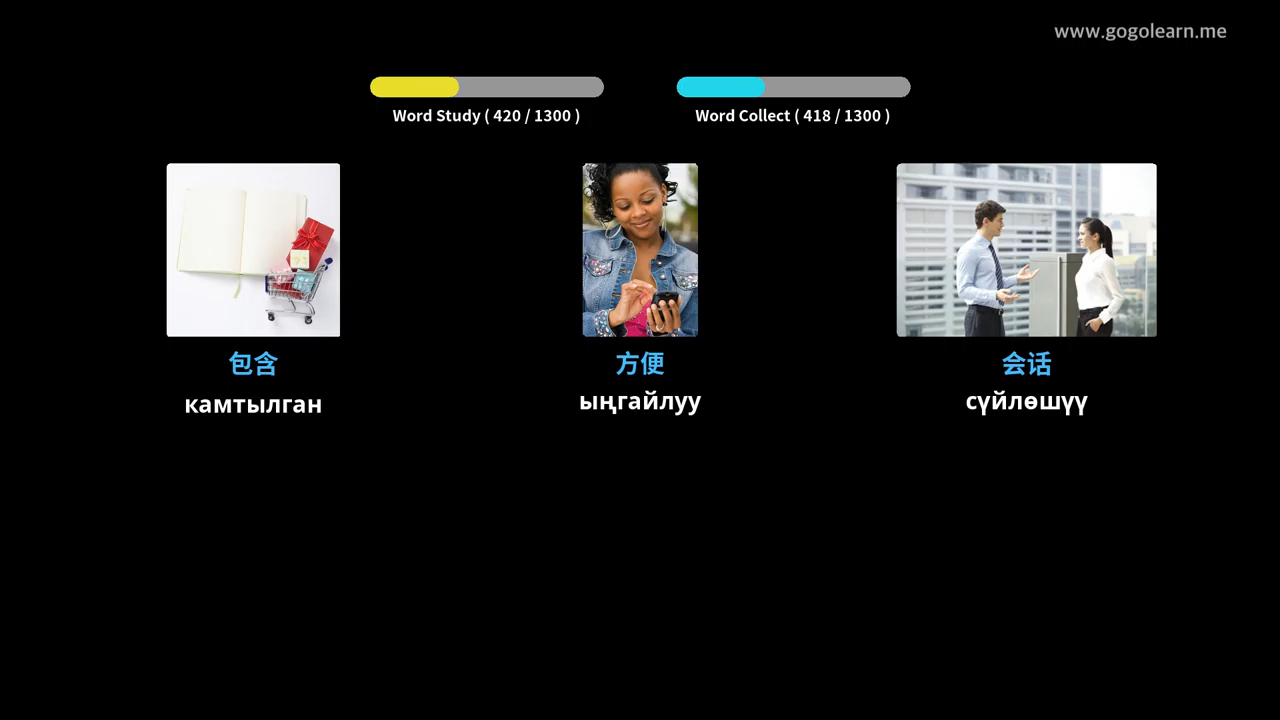 www.gogolearn.me
Word Study ( 420 / 1300 )
Word Collect ( 418 / 1300 )
包含
方便
会话
камтылган
ыңгайлуу
сүйлөшүү